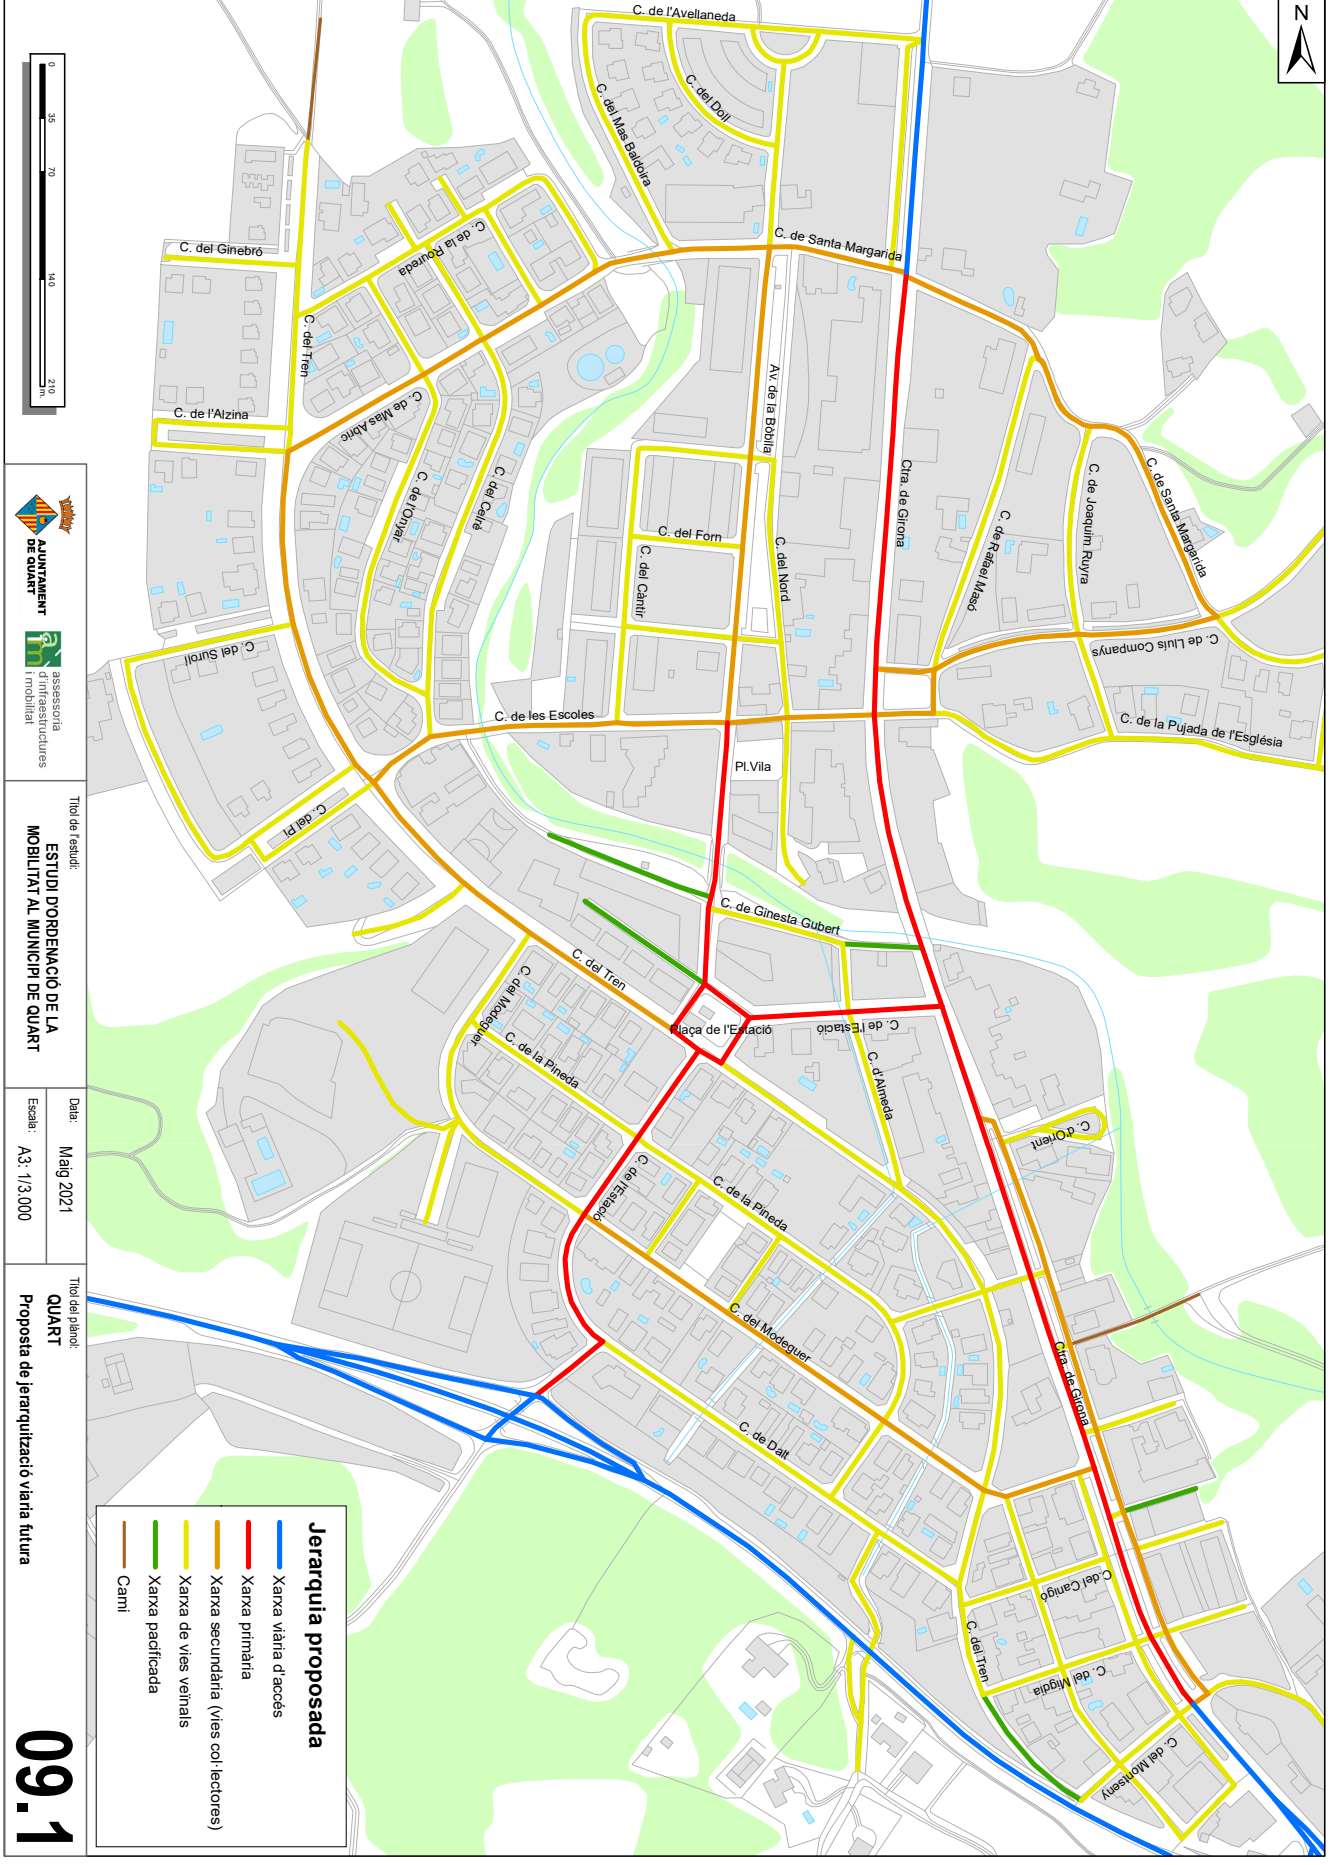 N
C. de l'Avellaneda
C. del Doll
C. del Mas Baldoira
C. de Santa Margarida
C. de la Roureda
C. del Ginebró
C. del Tren
C. de l'Alzina
C. de Mas Abric
Av. de la Bòbila
Ctra. de Girona
C. de Santa Margarida
C. de Joaquim Ruyra
C. de Rafael Masó
C. de l'Onyar
C. del Ceire
C. del Forn
C. del Càntir
C. del Nord
C. de Lluís Companys
C. de la Pujada de l'Església
C. del Surolí
C. de les Escoles
Pl.Vila
C. del Pi
C. de Ginesta Gubert
C. del Tren
C. del Modeguer
C. de la Pineda
Plaça de l'Estació
C. de l'Estació
C. d'Almeda
C. d'Orient
C. de l'Estació
C. de la Pineda
C. del Modeguer
Ctra. de Girona
C. de Dalt
C.del Canigó
C. del Tren
C. del Migdia
C. del Montseny
0 35 70 140 210
m.
AJUNTAMENT
DE QUART
aim
assessoria
d'infraestructures
i mobilitat
Títol de l'estudi:
ESTUDI D'ORDENACIÓ DE LA
MOBILITAT AL MUNICIPI DE QUART
Data:
Maig 2021
Escala:
A3: 1/3.000
Títol del plànol:
QUART
Proposta de jerarquització viaria futura
09.1
Jerarquia proposada
Xarxa viària d'accés
Xarxa primària
Xarxa secundària (vies col·lectores)
Xarxa de vies veïnals
Xarxa pacificada
Camí